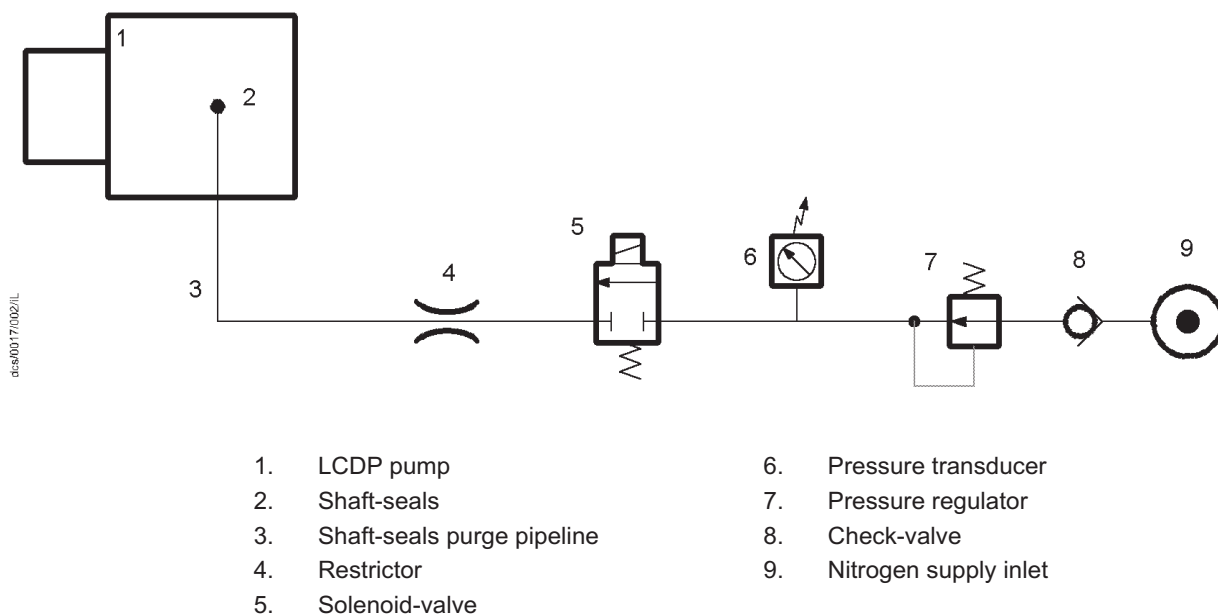 1
2
3
4
5
6
7
8
9
dcs/0017/002/IL
1. LCDP pump
2. Shaft-seals
3. Shaft-seals purge pipeline
4. Restrictor
5. Solenoid-valve
6. Pressure transducer
7. Pressure regulator
8. Check-valve
9. Nitrogen supply inlet